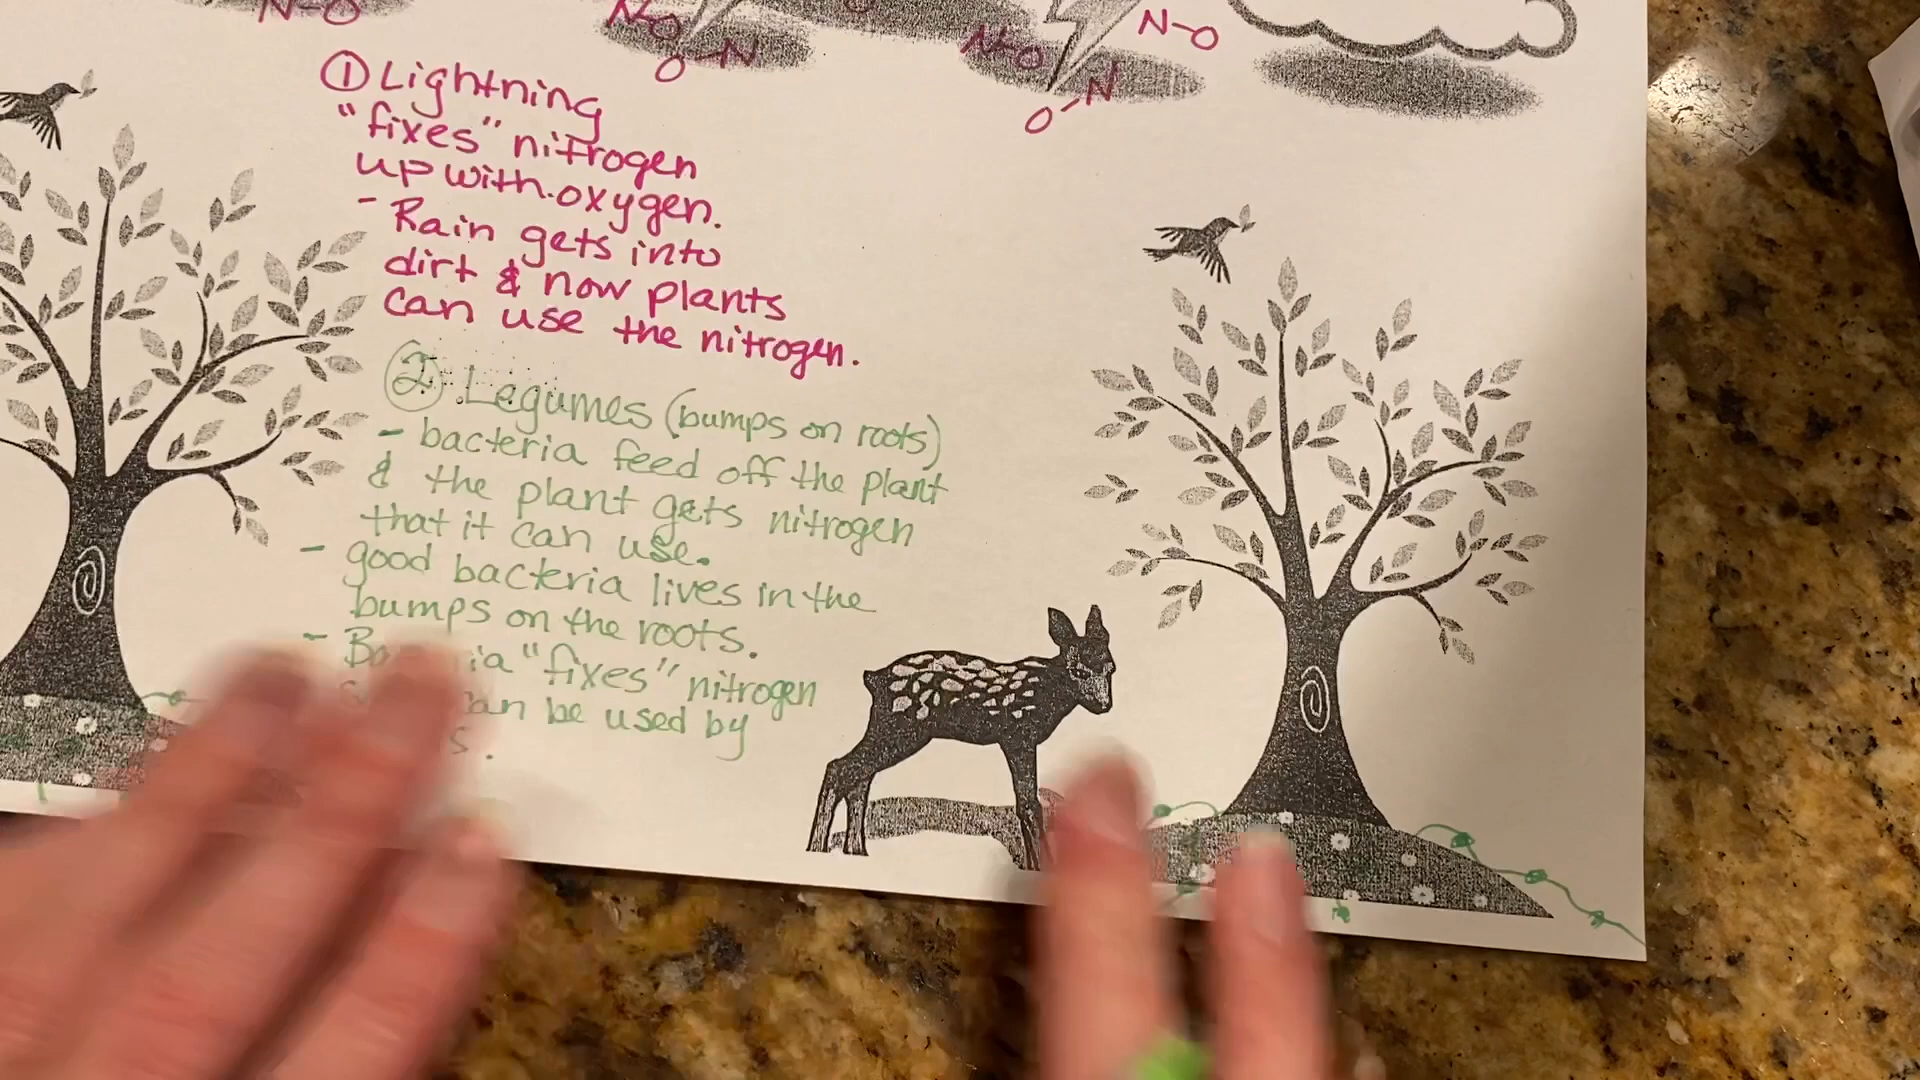 N-O
N-O
O-N
N-O
N-O
O-N
① Lightning
"fixes" nitrogen
up with oxygen.
- Rain gets into
dirt & now plants
can use the nitrogen.
② Legumes (bumps on roots)
- bacteria feed off the plant
& the plant gets nitrogen
that it can use.
- good bacteria lives in the
bumps on the roots.
- "fixes" nitrogen
be used by